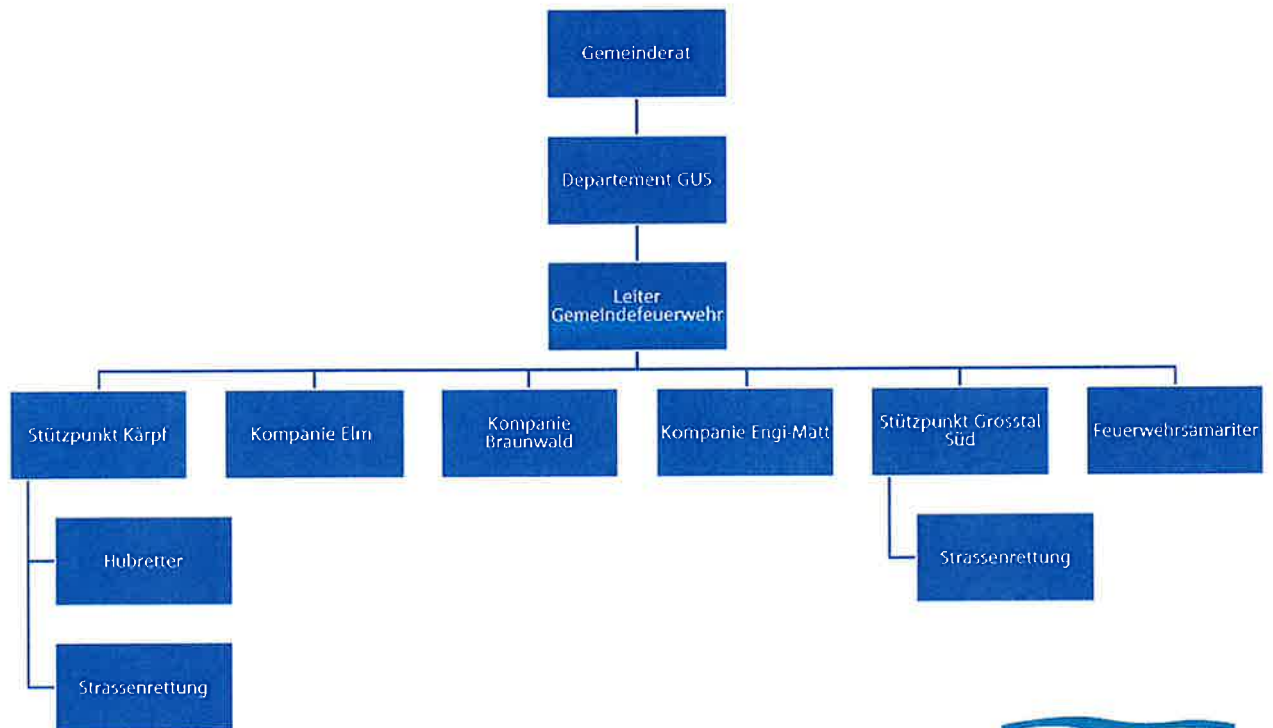 Gemeinderat
Departement GUS
Leiter
Gemeindefeuerwehr
Stützpunkt Kärpf
Kompanie Elm
Kompanie
Braunwald
Kompanie Engi-Matt
Stützpunkt Grosstal
Süd
Feuerwehrsamariter
Hubretter
Strassenrettung
Strassenrettung